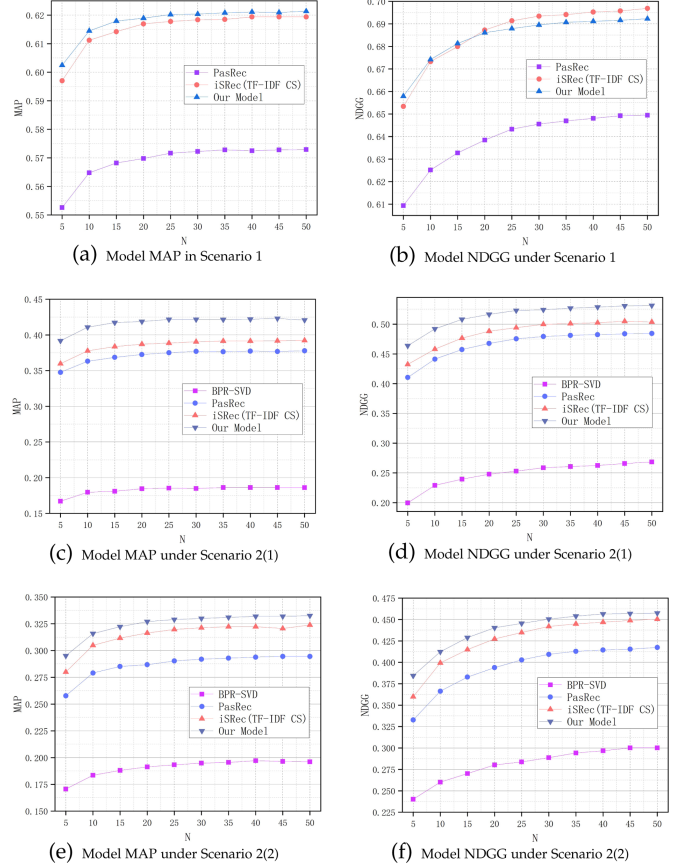 0.62
0.60
0.58
0.57
0.56
0.55
MAP
PasRec
iSRec(TF-IDF CS)
Our Model
5 10 15 20 25 30 35 40 45 50
N
(a) Model MAP in Scenario 1
0.70
0.69
0.68
0.66
0.65
0.63
0.62
0.61
NDGG
PasRec
iSRec(TF-IDF CS)
Our Model
5 10 15 20 25 30 35 40 45 50
N
(b) Model NDGG under Scenario 1
0.45
0.40
0.35
0.30
0.25
0.20
0.15
MAP
BPR-SVD
PasRec
iSRec(TF-IDF CS)
Our Model
5 10 15 20 25 30 35 40 45 50
N
(c) Model MAP under Scenario 2(1)
0.50
0.45
0.40
0.35
0.30
0.25
0.20
NDGG
BPR-SVD
PasRec
iSRec(TF-IDF CS)
Our Model
5 10 15 20 25 30 35 40 45 50
N
(d) Model NDGG under Scenario 2(1)
0.350
0.325
0.300
0.275
0.250
0.225
0.200
0.175
0.150
MAP
BPR-SVD
PasRec
iSRec(TF-IDF CS)
Our Model
5 10 15 20 25 30 35 40 45 50
N
(e) Model MAP under Scenario 2(2)
0.475
0.450
0.425
0.400
0.375
0.350
0.325
0.300
0.275
0.250
0.225
NDGG
BPR-SVD
PasRec
iSRec(TF-IDF CS)
Our Model
5 10 15 20 25 30 35 40 45 50
N
(f) Model NDGG under Scenario 2(2)